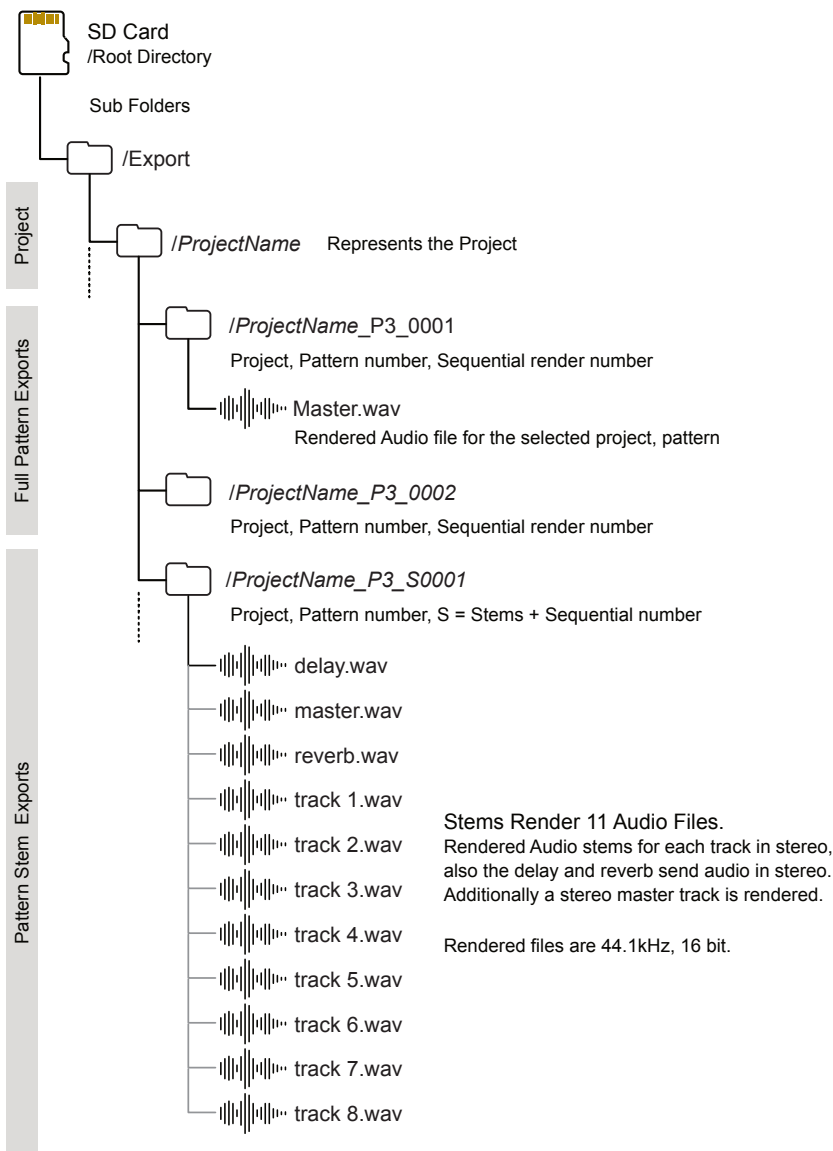 SD Card
/Root Directory
Sub Folders
/Export
Project
/ProjectName Represents the Project
Full Pattern Exports
/ProjectName_P3_0001
Project, Pattern number, Sequential render number
Master.wav
Rendered Audio file for the selected project, pattern
/ProjectName_P3_0002
Project, Pattern number, Sequential render number
Pattern Stem Exports
/ProjectName_P3_S0001
Project, Pattern number, S = Stems + Sequential number
delay.wav
master.wav
reverb.wav
track 1.wav
track 2.wav
track 3.wav
track 4.wav
track 5.wav
track 6.wav
track 7.wav
track 8.wav
Stems Render 11 Audio Files.
Rendered Audio stems for each track in stereo,
also the delay and reverb send audio in stereo.
Additionally a stereo master track is rendered.
Rendered files are 44.1kHz, 16 bit.